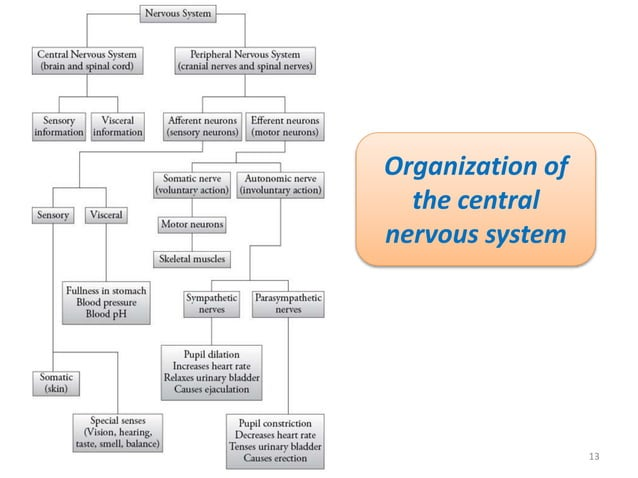 Nervous System
Central Nervous System
(brain and spinal cord)
Peripheral Nervous System
(cranial nerves and spinal nerves)
Sensory
information
Visceral
information
Afferent neurons
(sensory neurons)
Efferent neurons
(motor neurons)
Somatic nerve
(voluntary action)
Autonomic nerve
(involuntary action)
Sensory
Visceral
Motor neurons
Skeletal muscles
Fullness in stomach
Blood pressure
Blood pH
Sympathetic
nerves
Parasympathetic
nerves
Pupil dilation
Increases heart rate
Relaxes urinary bladder
Causes ejaculation
Somatic
(skin)
Special senses
(Vision, hearing,
taste, smell, balance)
Pupil constriction
Decreases heart rate
Tenses urinary bladder
Causes erection
Organization of
the central
nervous system
13